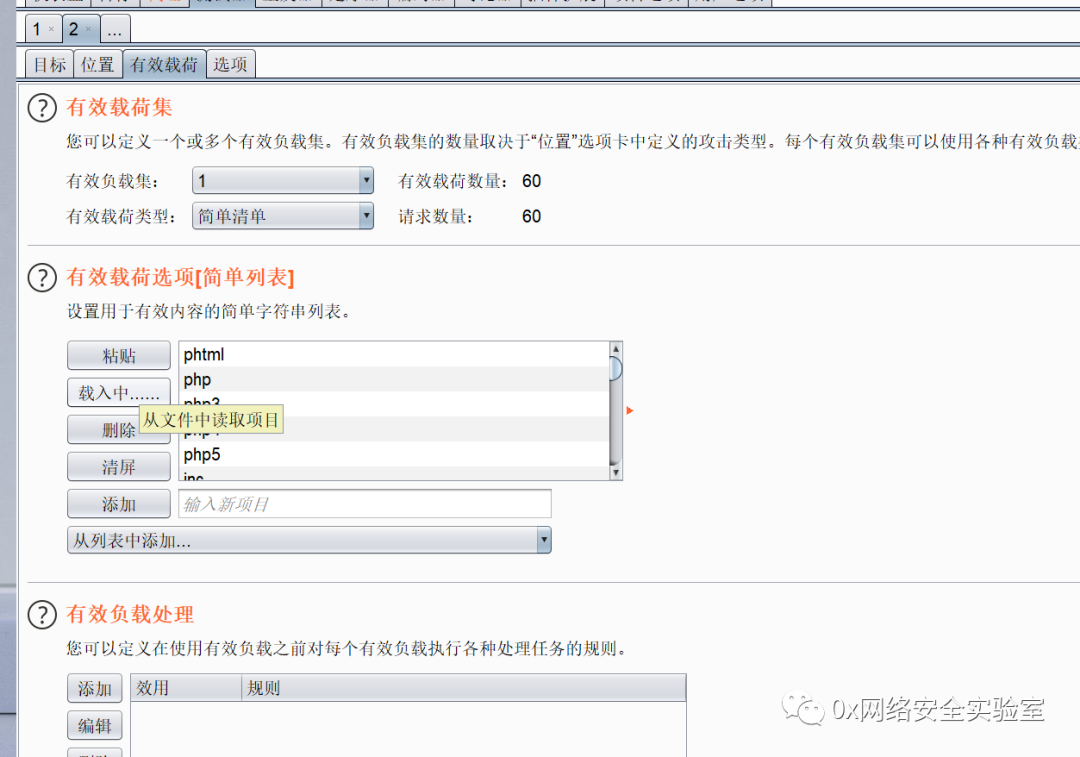 1 × 2 × ...
目标 位置 有效载荷 选项
? 有效载荷集
您可以定义一个或多个有效负载集。有效负载集的数量取决于“位置”选项卡中定义的攻击类型。每个有效负载集可以使用各种有效负载
有效负载集： 1 有效载荷数量： 60
有效载荷类型： 简单清单 请求数量： 60
? 有效载荷选项[简单列表]
设置用于有效内容的简单字符串列表。
粘贴 phtml
php
载入中...... php3
从文件中读取项目
删除 php4
php5
清屏 inc
添加 输入新项目
从列表中添加...
? 有效负载处理
您可以定义在使用有效负载之前对每个有效负载执行各种处理任务的规则。
添加 效用 规则
编辑
删除
0x网络安全实验室